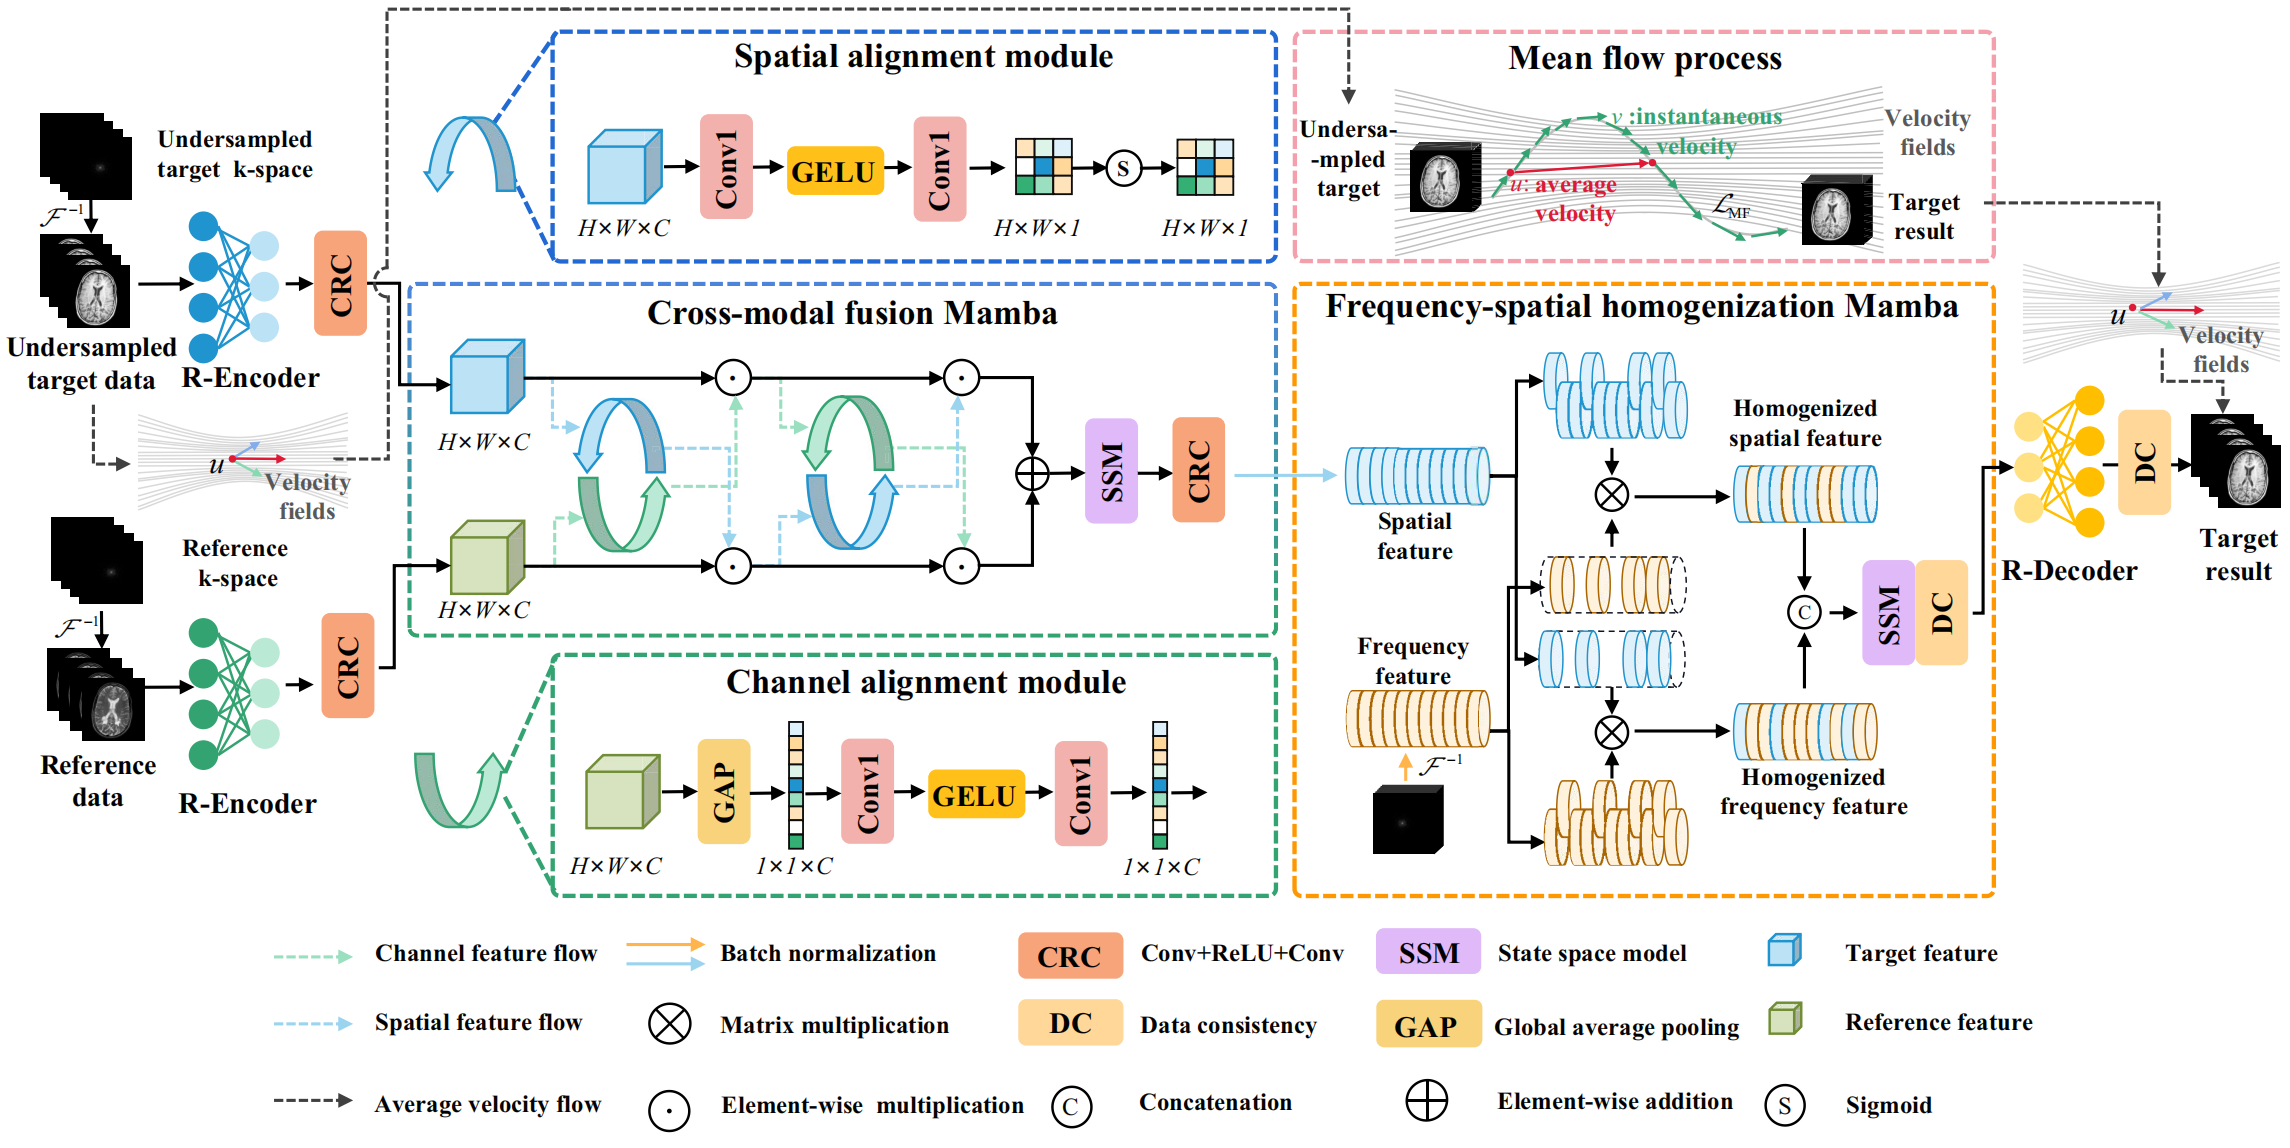 Spatial alignment module
Conv1
GELU
Conv1
S
H×W×C
H×W×1
H×W×1
Mean flow process
Undersa-
-mpled
target
v :instantaneous
velocity
u: average
velocity
ℒMF
Velocity
fields
Target
result
Undersampled
target k-space
ℱ⁻¹
Undersampled
target data
R-Encoder
CRC
u
Velocity
fields
Reference
k-space
ℱ⁻¹
Reference
data
R-Encoder
CRC
Cross-modal fusion Mamba
H×W×C
H×W×C
SSM
CRC
Channel alignment module
H×W×C
GAP
1×1×C
Conv1
GELU
Conv1
1×1×C
Frequency-spatial homogenization Mamba
Spatial
feature
Frequency
feature
ℱ⁻¹
Homogenized
spatial feature
C
Homogenized
frequency feature
SSM
DC
u
Velocity
fields
R-Decoder
DC
Target
result
Channel feature flow
Batch normalization
CRC
Conv+ReLU+Conv
SSM
State space model
Target feature
Spatial feature flow
Matrix multiplication
DC
Data consistency
GAP
Global average pooling
Reference feature
Average velocity flow
Element-wise multiplication
C
Concatenation
Element-wise addition
S
Sigmoid